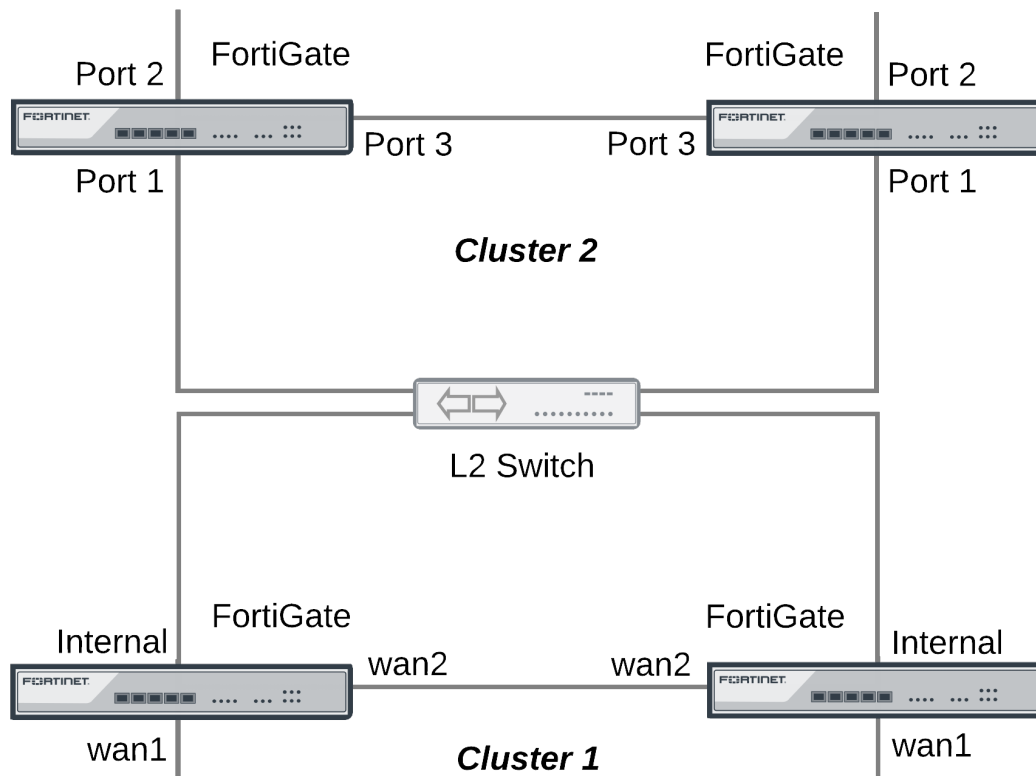 FortiGate
FortiGate
Port 2
Port 2
FORTINET
FORTINET
Port 3
Port 3
Port 1
Port 1
Cluster 2
L2 Switch
FortiGate
FortiGate
Internal
Internal
wan2
wan2
FORTINET
FORTINET
wan1
wan1
Cluster 1